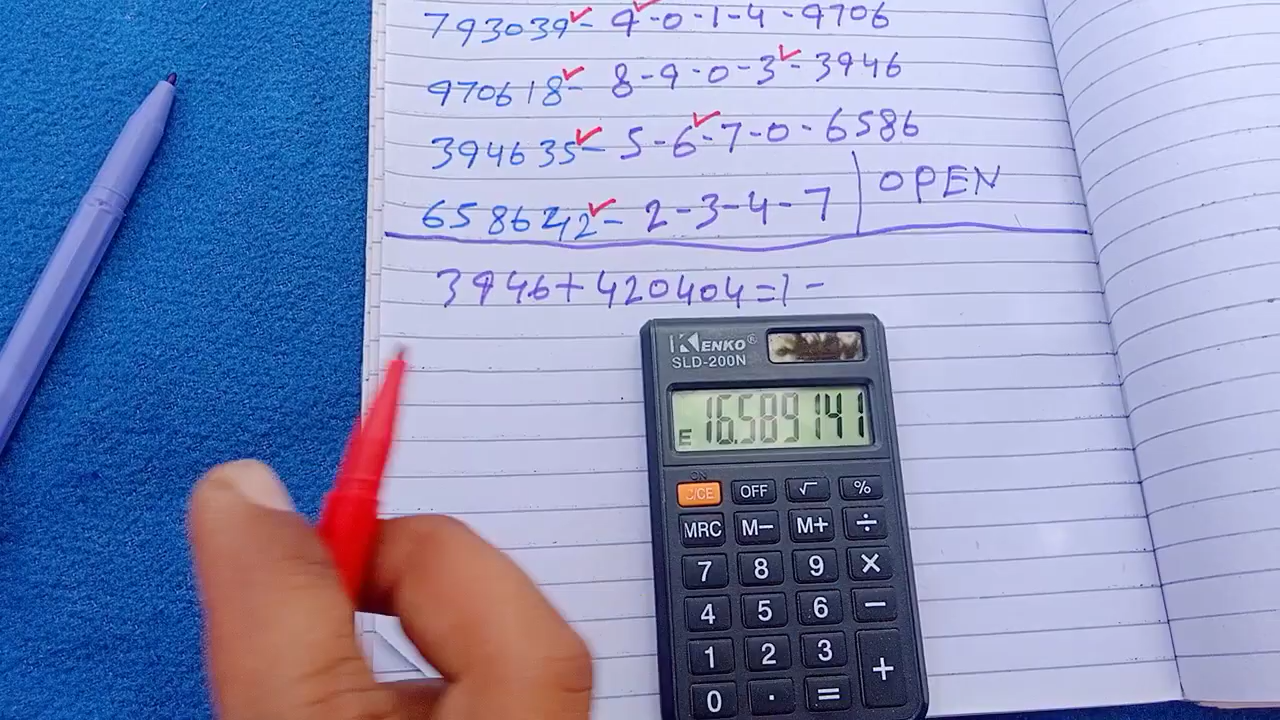 793039 - 9-0-1-4-9706
970618 - 8-9-0-3-3946
394635 - 5-6-7-0-6586
658642 - 2-3-4-7 | OPEN
3946+420404=1-
KENKO®
SLD-200N
E 16.589141
ON
C/CE OFF √ %
MRC M− M+ ÷
7 8 9 ×
4 5 6 −
1 2 3 +
0 . =